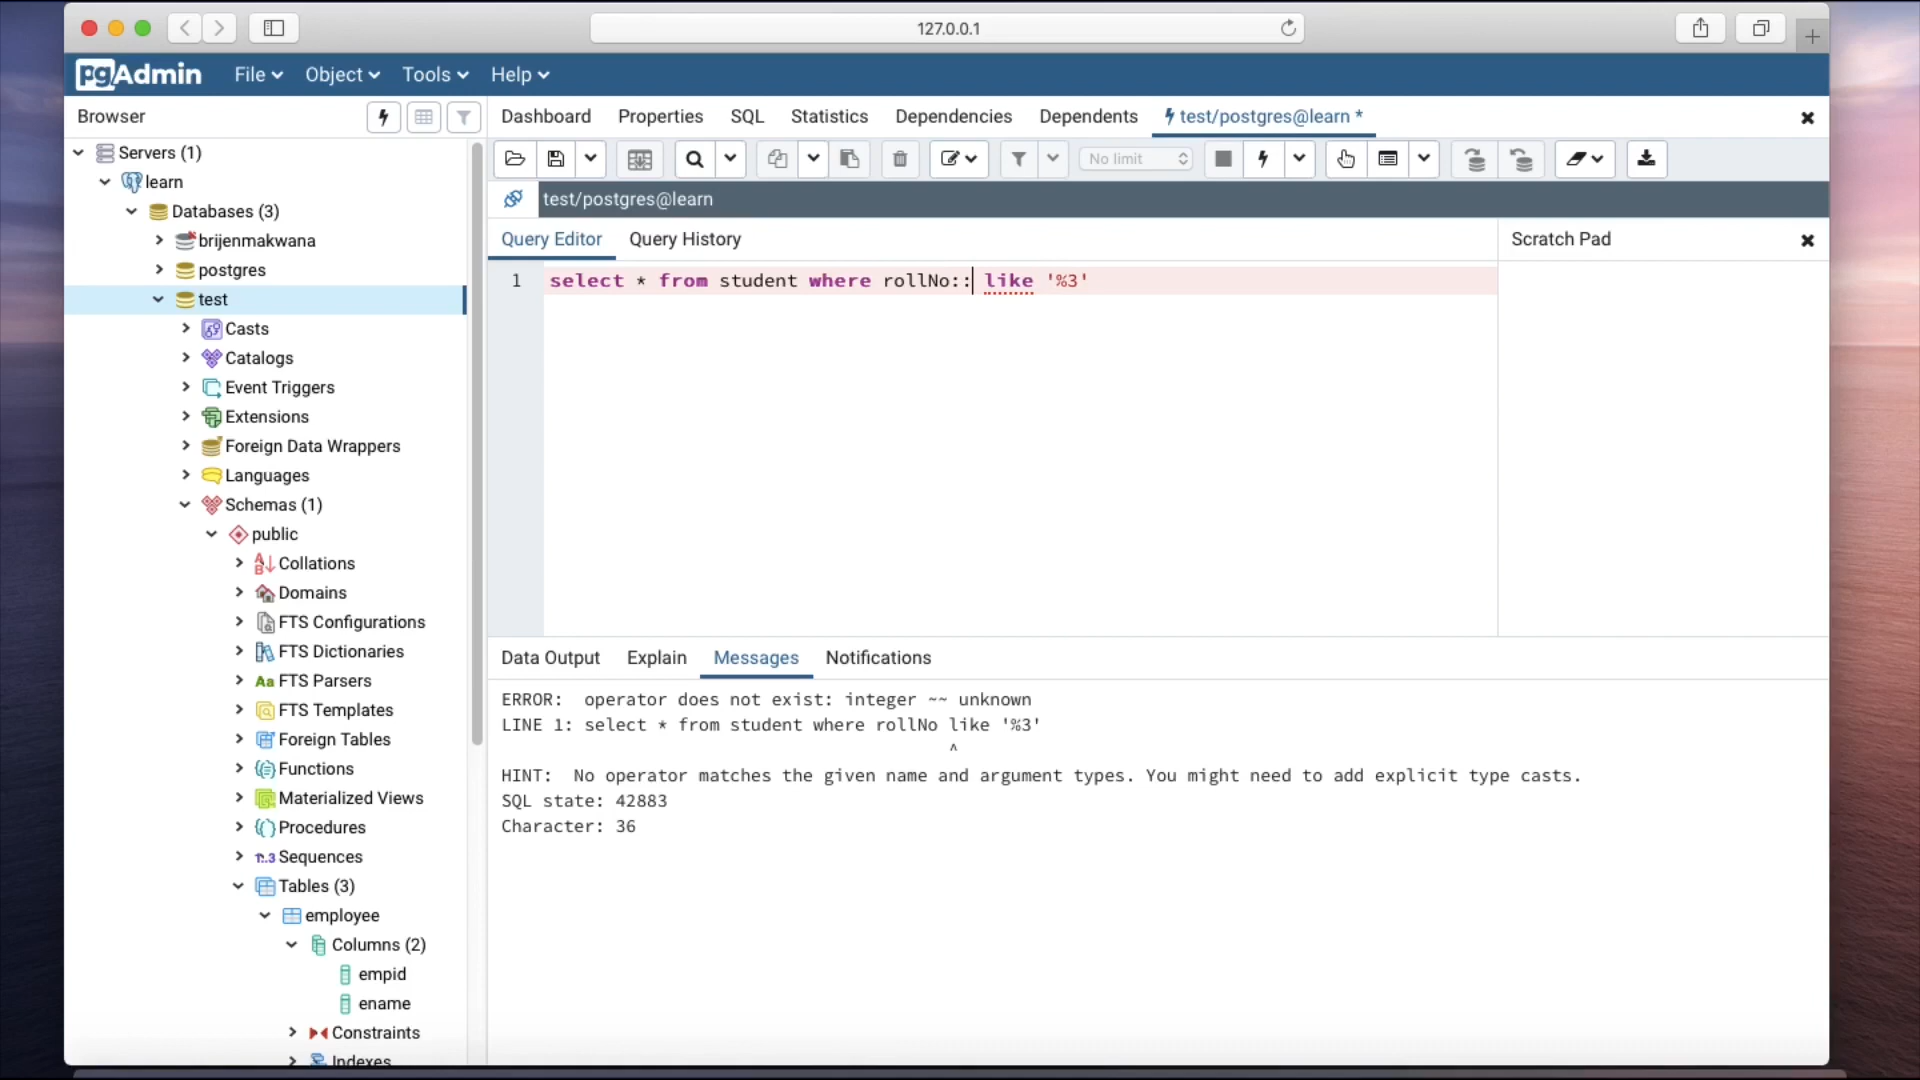 127.0.0.1
pgAdmin File Object Tools Help
Browser
Dashboard Properties SQL Statistics Dependencies Dependents test/postgres@learn *
No limit
test/postgres@learn
Query Editor Query History
Scratch Pad
1 select * from student where rollNo:: like '%3'
Servers (1)
learn
Databases (3)
brijenmakwana
postgres
test
Casts
Catalogs
Event Triggers
Extensions
Foreign Data Wrappers
Languages
Schemas (1)
public
Collations
Domains
FTS Configurations
FTS Dictionaries
Aa FTS Parsers
FTS Templates
Foreign Tables
Functions
Materialized Views
Procedures
1..3 Sequences
Tables (3)
employee
Columns (2)
empid
ename
Constraints
Indexes
Data Output Explain Messages Notifications
ERROR: operator does not exist: integer ~~ unknown
LINE 1: select * from student where rollNo like '%3'
^
HINT: No operator matches the given name and argument types. You might need to add explicit type casts.
SQL state: 42883
Character: 36